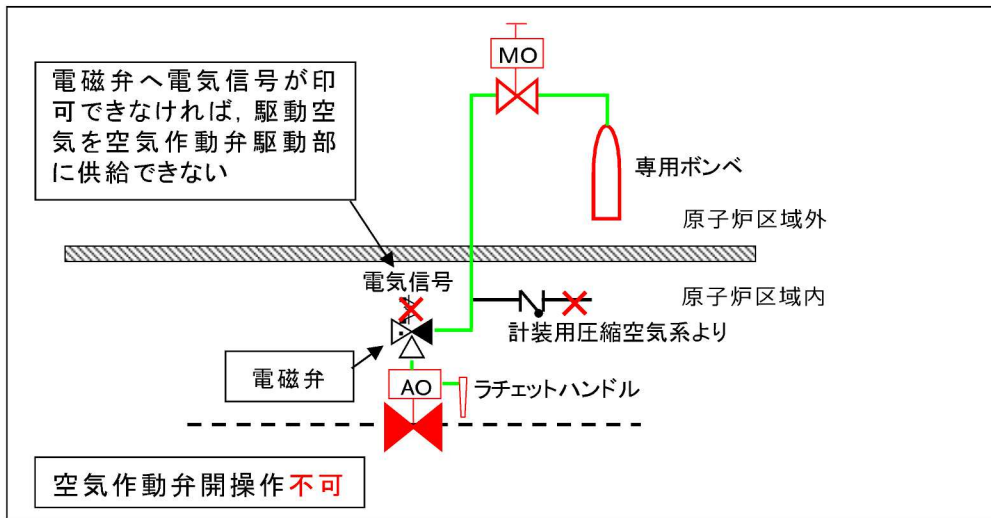 MO
電磁弁へ電気信号が印
可できなければ，駆動空
気を空気作動弁駆動部
に供給できない
専用ボンベ
原子炉区域外
電気信号
原子炉区域内
計装用圧縮空気系より
電磁弁
AO
ラチェットハンドル
空気作動弁開操作不可